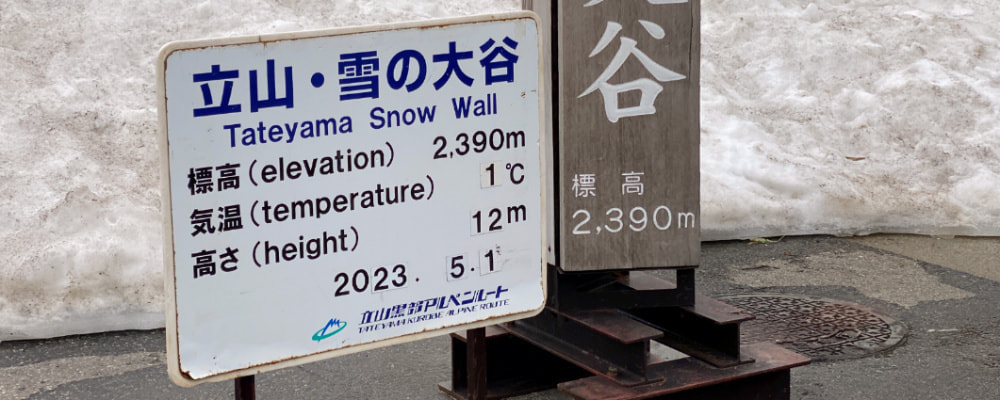 立山・雪の大谷
Tateyama Snow Wall
標高(elevation) 2,390m
気温(temperature) 1℃
高さ(height) 12m
2023. 5.1
立山黒部アルペンルート
TATEYAMA KUROBE ALPINE ROUTE
谷
標高
2,390m